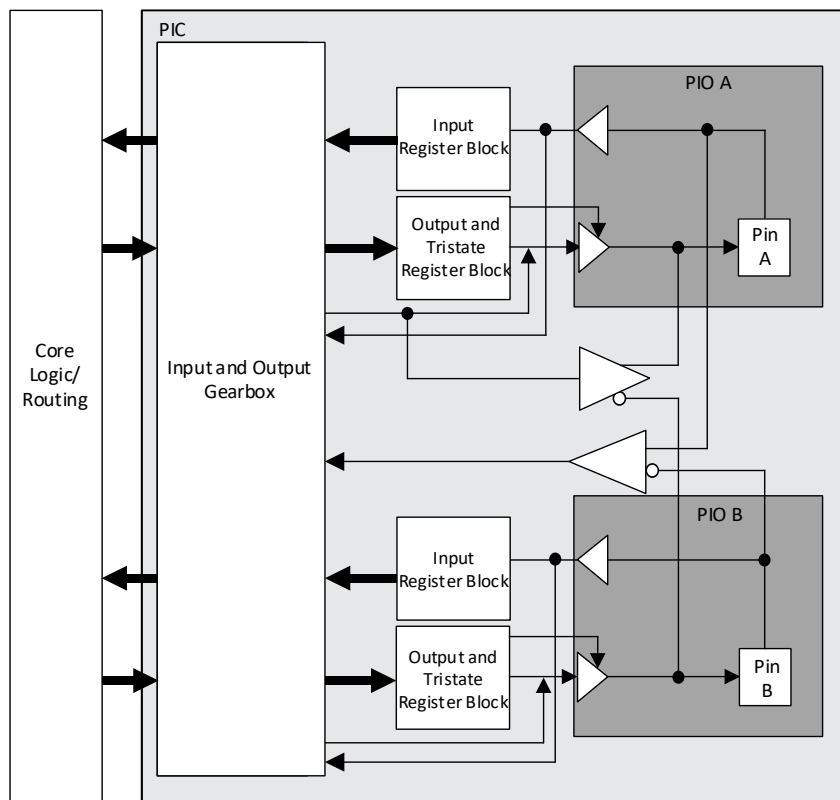 PIC
PIO A
Input
Register Block
Output and
Tristate
Register Block
Pin
A
Core
Logic/
Routing
Input and Output
Gearbox
PIO B
Input
Register Block
Output and
Tristate
Register Block
Pin
B